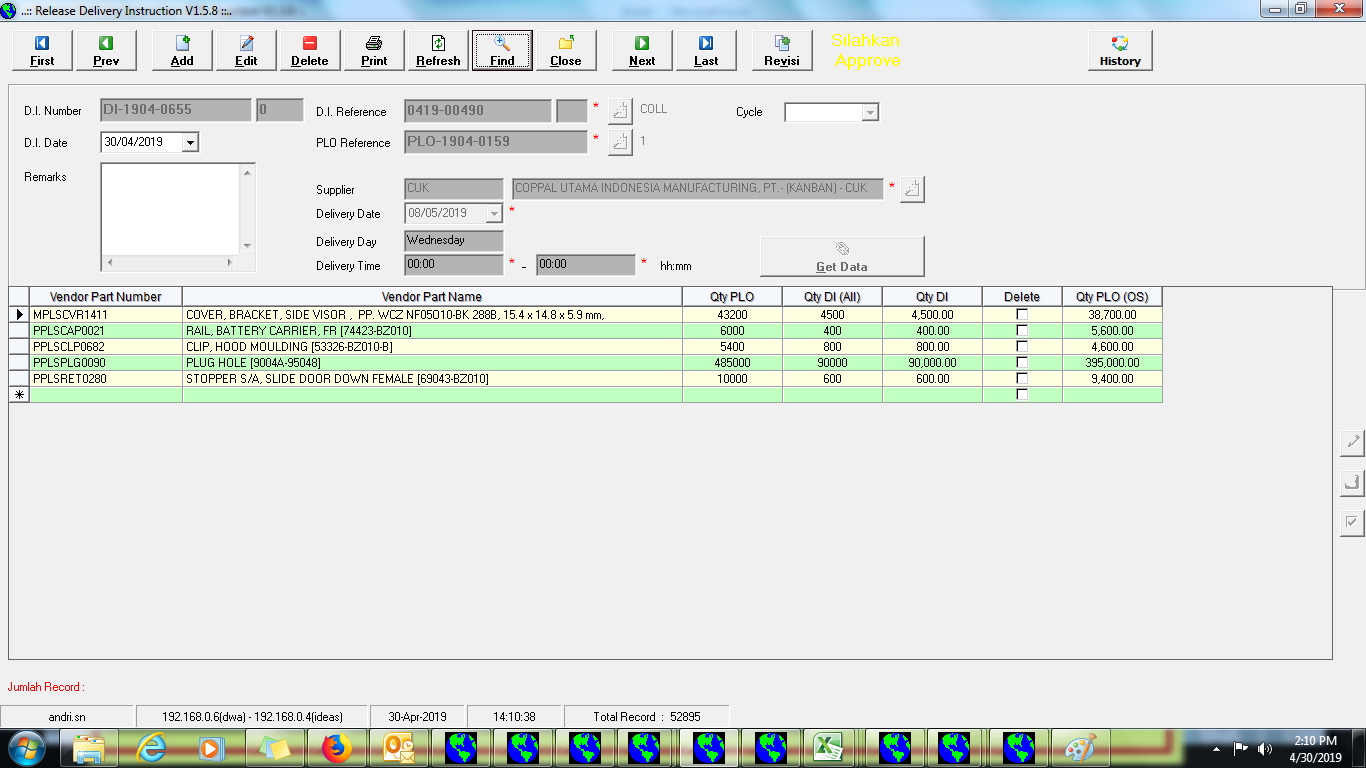 ..:: Release Delivery Instruction V1.5.8 ::..
First Prev Add Edit Delete Print Refresh Find Close Next Last Revisi Silahkan Approve History
D.I. Number DI-1904-0655 0 D.I. Reference 0419-00490 * COLL Cycle
D.I. Date 30/04/2019 PLO Reference PLO-1904-0159 * 1
Remarks
Supplier CUK COPPAL UTAMA INDONESIA MANUFACTURING, PT.- (KANBAN) - CUK *
Delivery Date 08/05/2019 *
Delivery Day Wednesday
Delivery Time 00:00 * - 00:00 * hh:mm Get Data
Vendor Part Number Vendor Part Name Qty PLO Qty DI (All) Qty DI Delete Qty PLO (OS)
MPLSCVR1411 COVER, BRACKET, SIDE VISOR , PP. WCZ NF05O10-BK 288B, 15.4 x 14.8 x 5.9 mm, 43200 4500 4,500.00 38,700.00
PPLSCAP0021 RAIL, BATTERY CARRIER, FR [74423-BZ010] 6000 400 400.00 5,600.00
PPLSCLP0682 CLIP, HOOD MOULDING [53326-BZ010-B] 5400 800 800.00 4,600.00
PPLSPLG0090 PLUG HOLE [9004A-95048] 485000 90000 90,000.00 395,000.00
PPLSRET0280 STOPPER S/A, SLIDE DOOR DOWN FEMALE [69043-BZ010] 10000 600 600.00 9,400.00
Jumlah Record :
andri.sn 192.168.0.6(dwa) - 192.168.0.4(ideas) 30-Apr-2019 14:10:38 Total Record : 52895
2:10 PM
4/30/2019